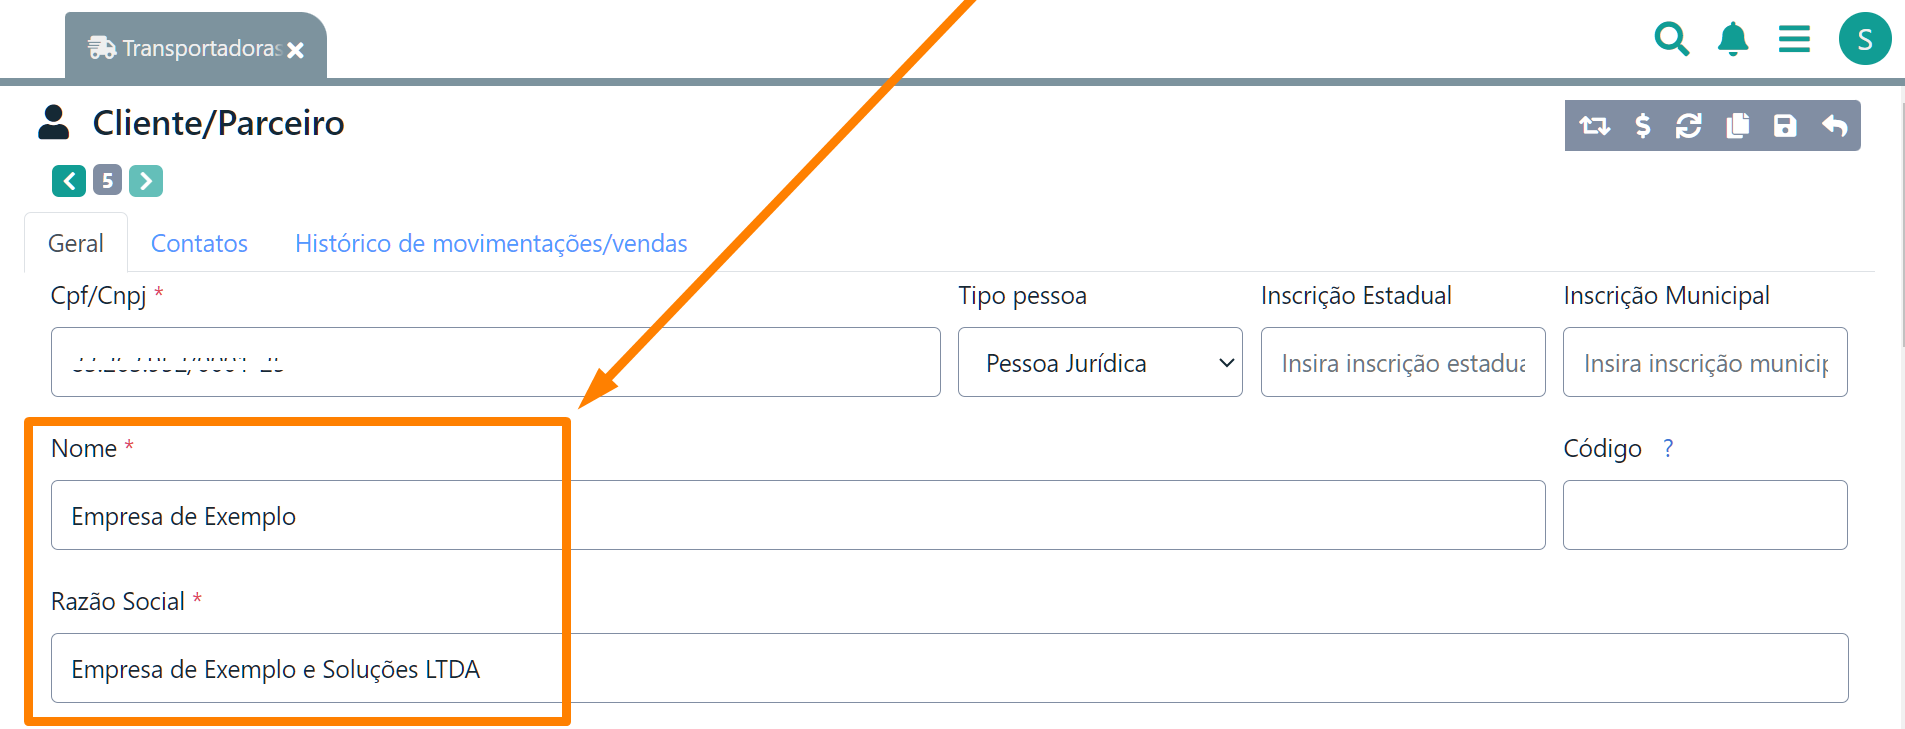 Transportadoras
S
Cliente/Parceiro
5
Geral Contatos Histórico de movimentações/vendas
Cpf/Cnpj * Tipo pessoa Inscrição Estadual Inscrição Municipal
Pessoa Jurídica Insira inscrição estadua Insira inscrição municip
Nome * Código ?
Empresa de Exemplo
Razão Social *
Empresa de Exemplo e Soluções LTDA